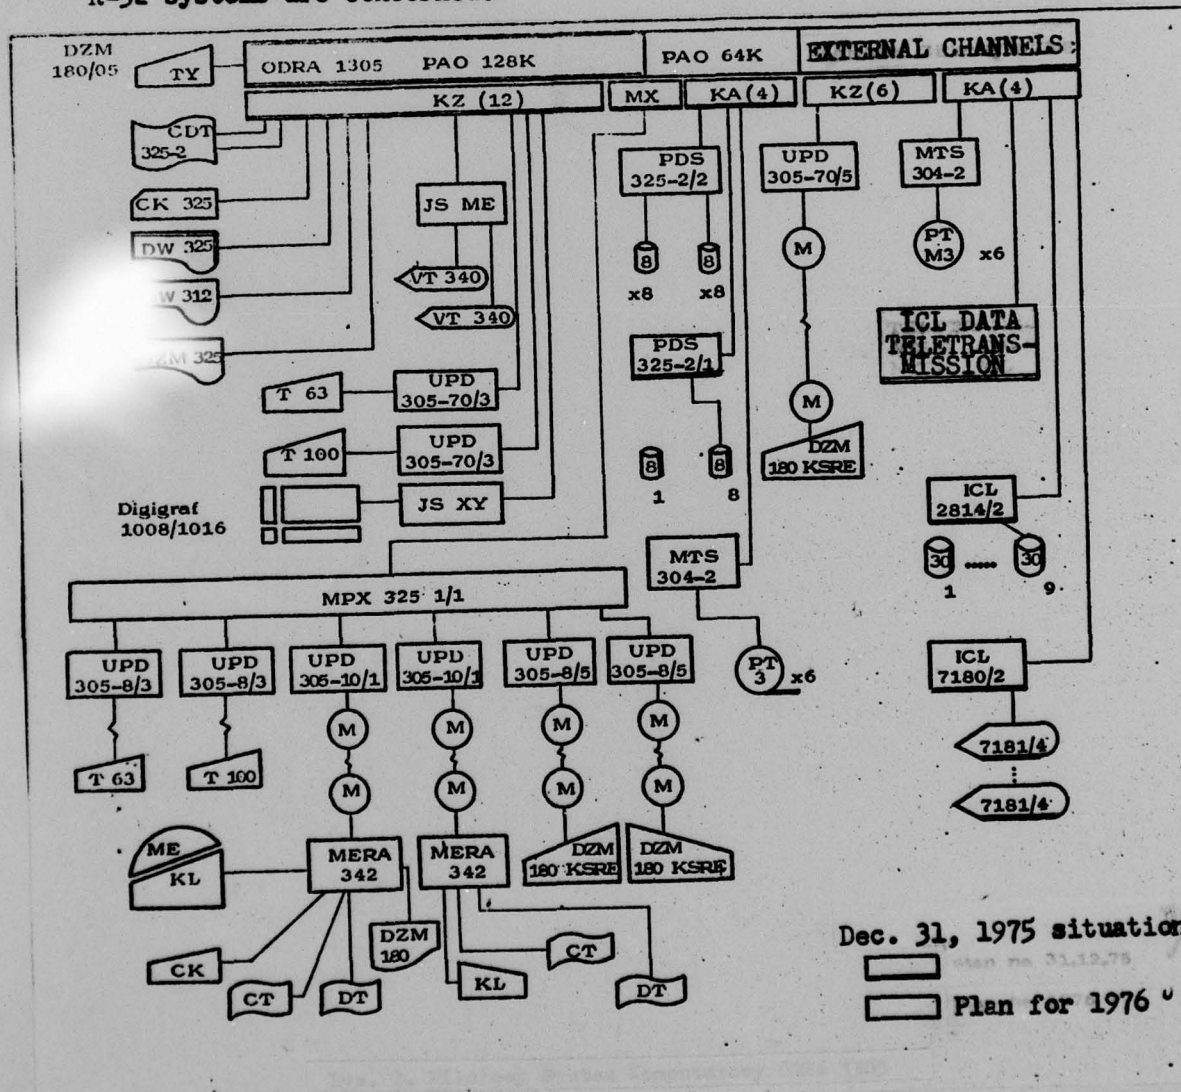 systems are
DZM
180/05
TY
ODRA 1305 PAO 128K
PAO 64K
EXTERNAL CHANNELS:
KZ (12)
MX
KA(4)
KZ(6)
KA(4)
CDT
325-2
CK 325
DW 325
W 312
ZM 325
JS ME
VT 340
VT 340
PDS
325-2/2
8
8
x8
x8
UPD
305-70/5
M
MTS
304-2
PT
M3
x6
ICL DATA
TELETRANS-
MISSION
PDS
325-2/1
T 63
UPD
305-70/3
T 100
UPD
305-70/3
Digigraf
1008/1016
JS XY
8
8
1
8
M
DZM
180 KSRE
ICL
2814/2
30
.....
30
1
9
MTS
304-2
PT
3
x6
ICL
7180/2
7181/4
7181/4
MPX 325 1/1
UPD
305-8/3
UPD
305-8/3
UPD
305-10/1
UPD
305-10/1
UPD
305-8/5
UPD
305-8/5
M
M
M
M
T 63
T 100
M
M
M
M
ME
KL
MERA
342
MERA
342
DZM
180 KSRE
DZM
180 KSRE
CK
CT
DT
DZM
180
KL
CT
DT
Dec. 31, 1975 situation
stan na 31.12.75
Plan for 1976